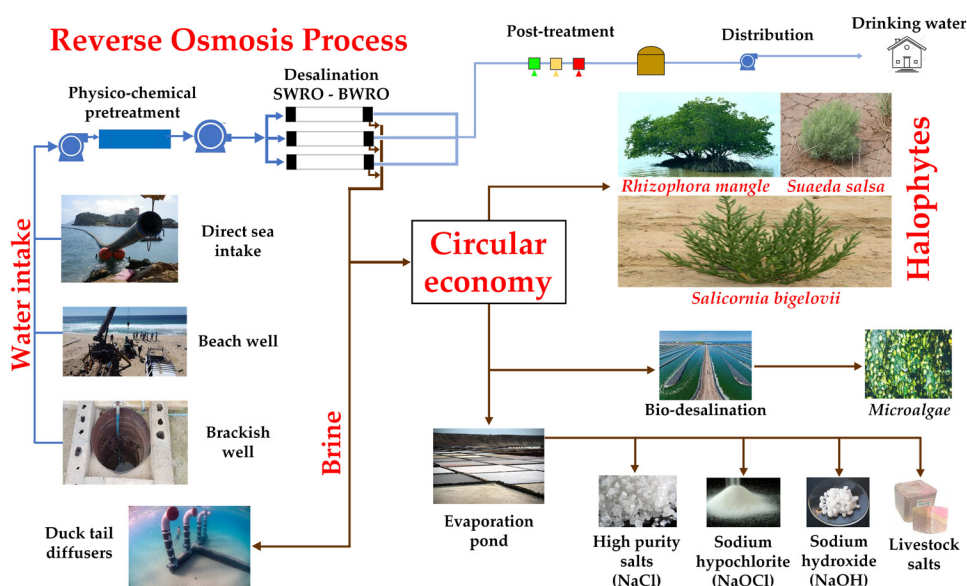 Reverse Osmosis Process
Physico-chemical
pretreatment
Desalination
SWRO - BWRO
Post-treatment
Distribution
Drinking water
Water intake
Direct sea
intake
Beach well
Brackish
well
Duck tail
diffusers
Brine
Circular
economy
Rhizophora mangle
Suaeda salsa
Salicornia bigelovii
Halophytes
Bio-desalination
Microalgae
Evaporation
pond
High purity
salts
(NaCl)
Sodium
hypochlorite
(NaOCl)
Sodium
hydroxide
(NaOH)
Livestock
salts